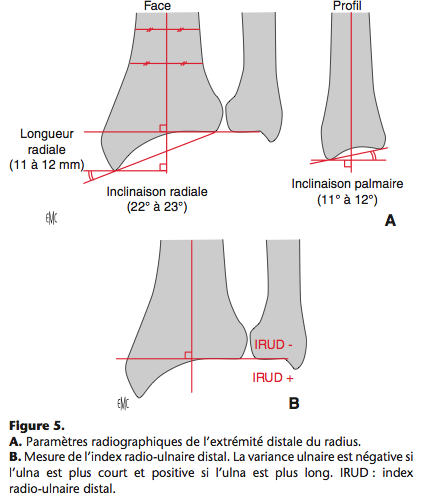 Face
Profil
Longueur
radiale
(11 à 12 mm)
Inclinaison radiale
(22° à 23°)
Inclinaison palmaire
(11° à 12°)
EMC
A
IRUD -
IRUD +
EMC
B
Figure 5.
A. Paramètres radiographiques de l'extrémité distale du radius.
B. Mesure de l'index radio-ulnaire distal. La variance ulnaire est négative si
l'ulna est plus court et positive si l'ulna est plus long. IRUD : index
radio-ulnaire distal.